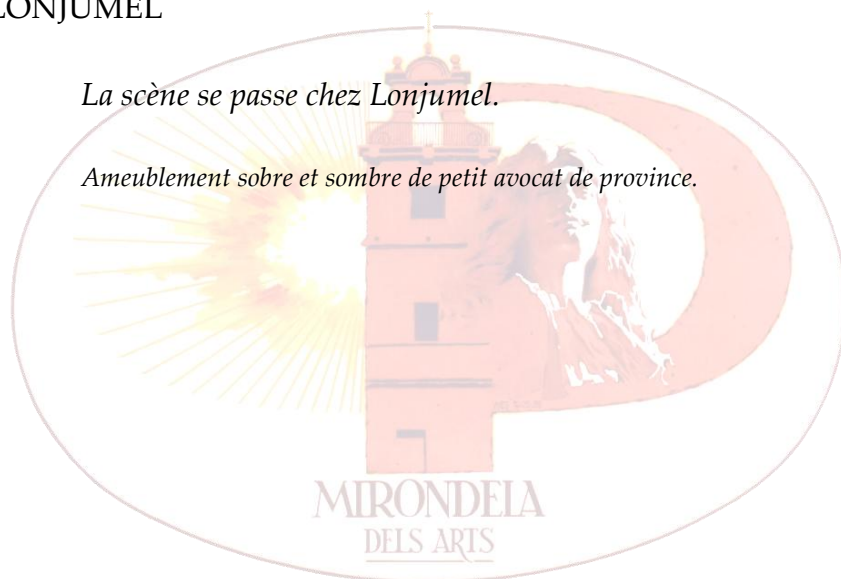 LONJUMEL
La scène se passe chez Lonjumel.
Ameublement sobre et sombre de petit avocat de province.
MIRONDELA
DELS ARTS